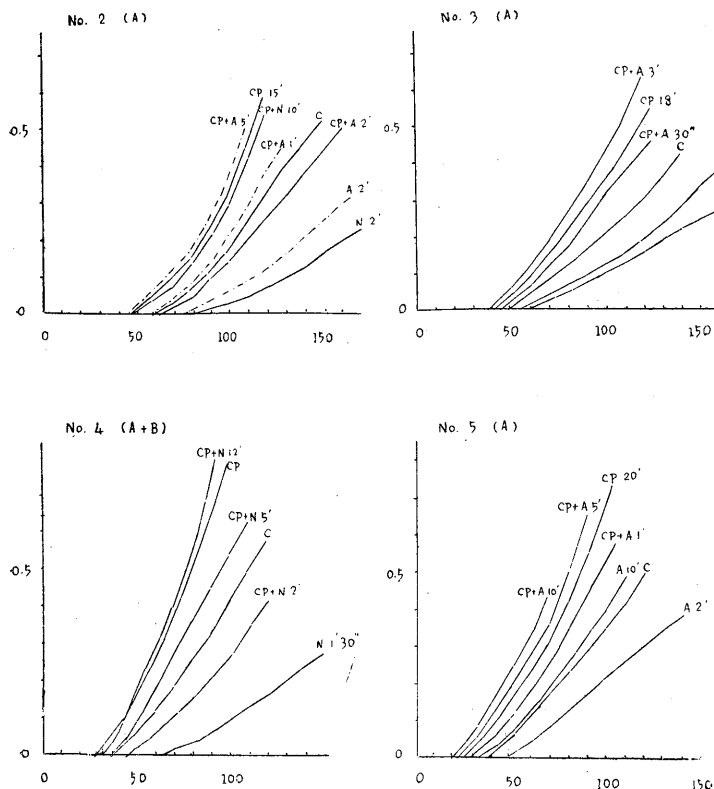 No. 2 (A)
CP 15'
CP+N 10'
CP+A 5'
C
CP+A 2'
CP+A 1'
A 2'
N 2'
0.5
0
50
100
150
No. 3 (A)
CP+A 3'
CP 18'
CP+A 30"
C
0.5
0
0
50
100
150
No. 4 (A+B)
CP+N 12'
CP
CP+N 5'
C
CP+N 2'
N 1'30"
0.5
0
0
50
100
No. 5 (A)
CP 20'
CP+A 5'
CP+A 1'
A 10' C
CP+A 10'
A 2'
0.5
0
0
50
100
150